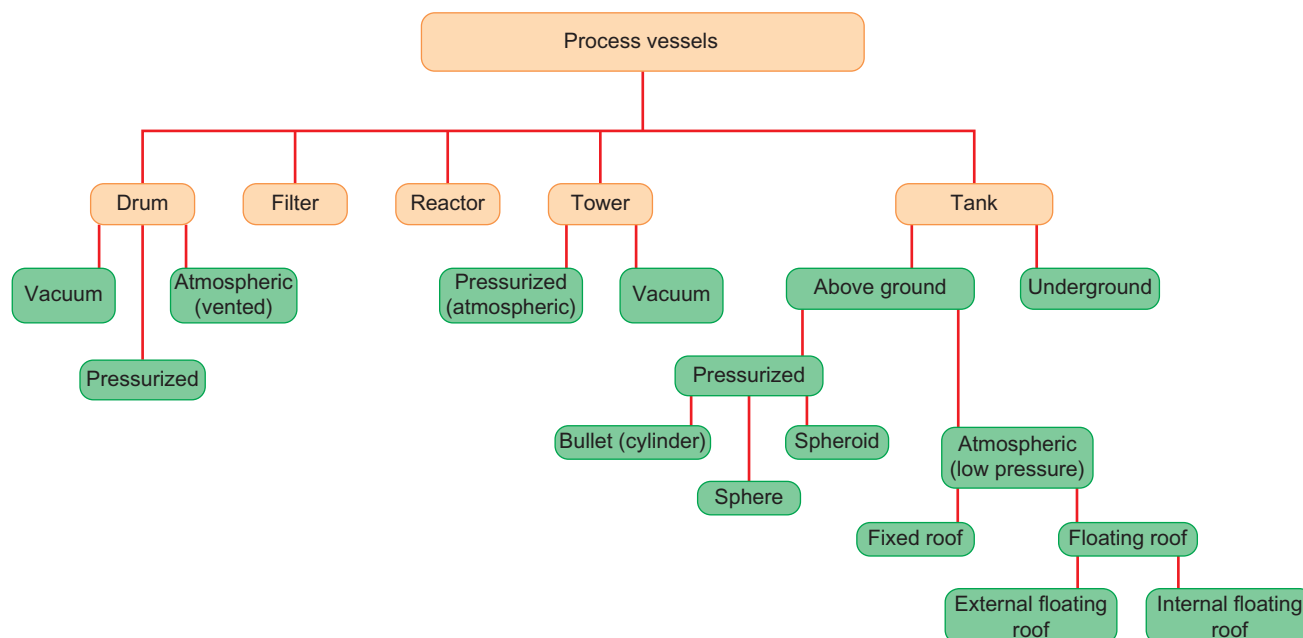 Process vessels
Drum
Filter
Reactor
Tower
Tank
Vacuum
Atmospheric
(vented)
Pressurized
(atmospheric)
Vacuum
Above ground
Underground
Pressurized
Pressurized
Bullet (cylinder)
Spheroid
Sphere
Atmospheric
(low pressure)
Fixed roof
Floating roof
External floating
roof
Internal floating
roof